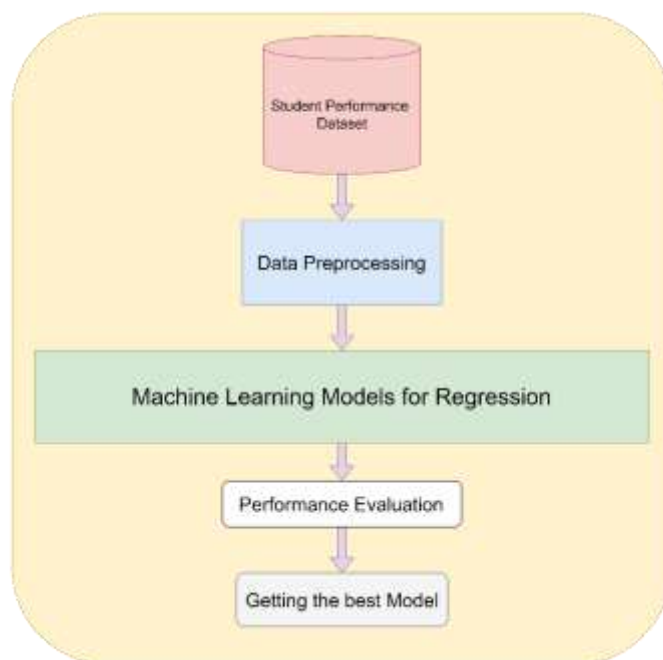 Student Performance
Dataset
Data Preprocessing
Machine Learning Models for Regression
Performance Evaluation
Getting the best Model